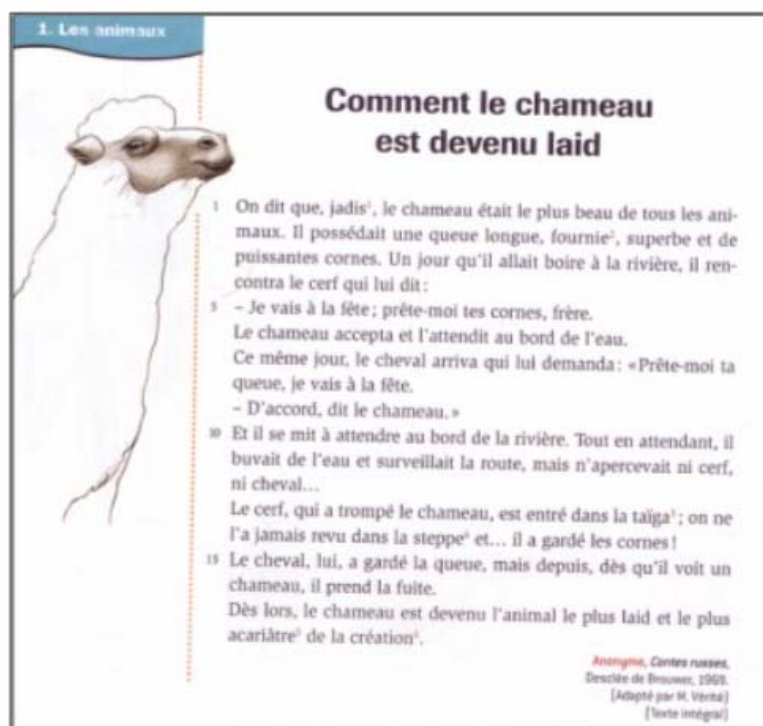 1. Les animaux
Comment le chameau
est devenu laid
1 On dit que, jadis¹, le chameau était le plus beau de tous les ani-
maux. Il possédait une queue longue, fournie², superbe et de
puissantes cornes. Un jour qu'il allait boire à la rivière, il ren-
contra le cerf qui lui dit :
5 – Je vais à la fête ; prête-moi tes cornes, frère.
Le chameau accepta et l'attendit au bord de l'eau.
Ce même jour, le cheval arriva qui lui demanda : «Prête-moi ta
queue, je vais à la fête.
– D'accord, dit le chameau.»
10 Et il se mit à attendre au bord de la rivière. Tout en attendant, il
buvait de l'eau et surveillait la route, mais n'apercevait ni cerf,
ni cheval...
Le cerf, qui a trompé le chameau, est entré dans la taïga³ ; on ne
l'a jamais revu dans la steppe⁴ et... il a gardé les cornes !
15 Le cheval, lui, a gardé la queue, mais depuis, dès qu'il voit un
chameau, il prend la fuite.
Dès lors, le chameau est devenu l'animal le plus laid et le plus
acariâtre⁵ de la création⁶.
Anonyme, Contes russes,
Desclée de Brouwer, 1969.
[Adapté par M. Vérité]
[Texte intégral]